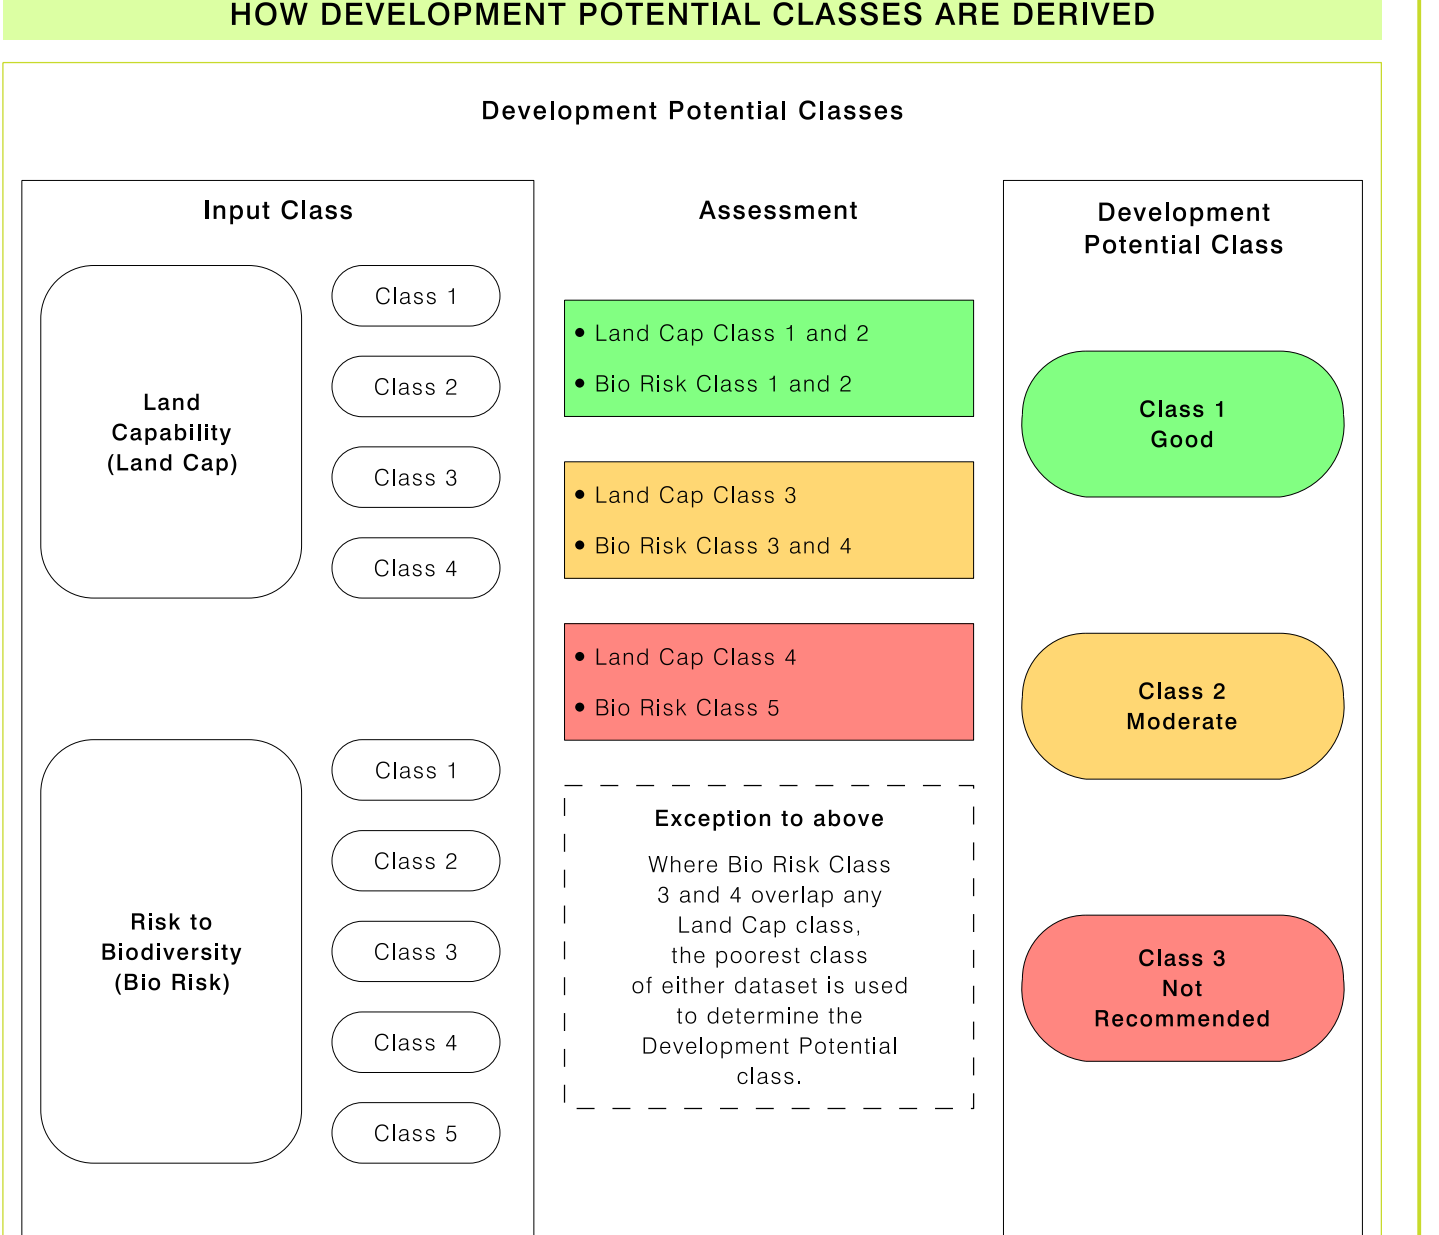 HOW DEVELOPMENT POTENTIAL CLASSES ARE DERIVED
Development Potential Classes
Input Class
Land
Capability
(Land Cap)
Class 1
Class 2
Class 3
Class 4
Risk to
Biodiversity
(Bio Risk)
Class 1
Class 2
Class 3
Class 4
Class 5
Assessment
• Land Cap Class 1 and 2
• Bio Risk Class 1 and 2
• Land Cap Class 3
• Bio Risk Class 3 and 4
• Land Cap Class 4
• Bio Risk Class 5
Exception to above
Where Bio Risk Class
3 and 4 overlap any
Land Cap class,
the poorest class
of either dataset is used
to determine the
Development Potential
class.
Development
Potential Class
Class 1
Good
Class 2
Moderate
Class 3
Not
Recommended